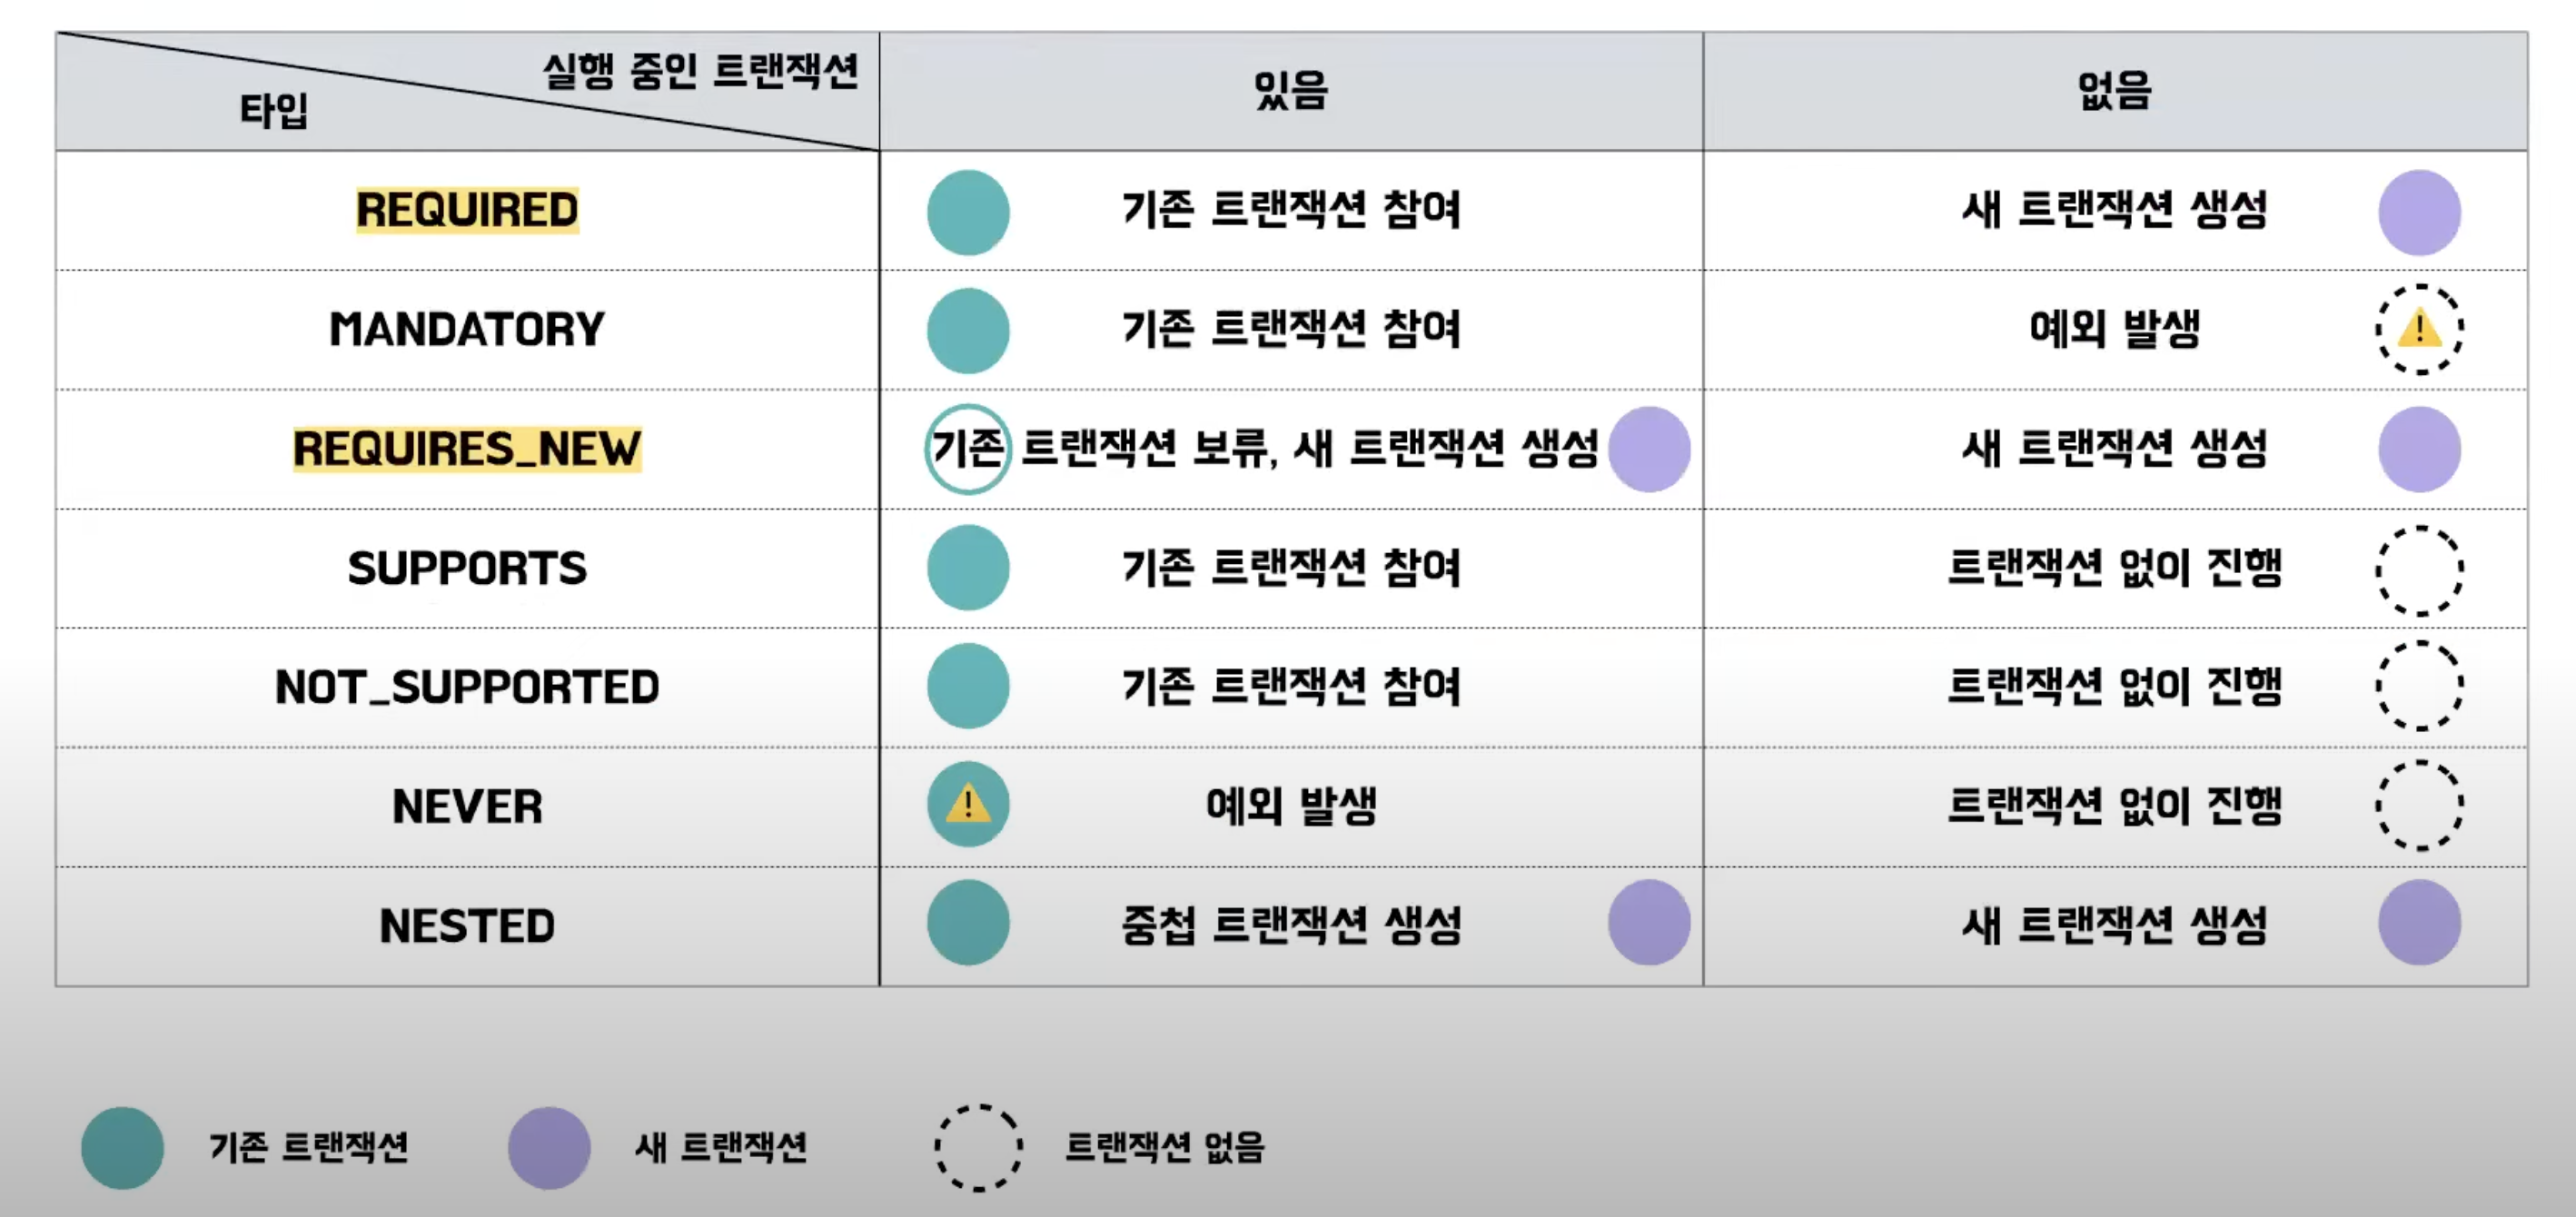 실행 중인 트랜잭션
타입
있음
없음
REQUIRED
기존 트랜잭션 참여
새 트랜잭션 생성
MANDATORY
기존 트랜잭션 참여
예외 발생
REQUIRES_NEW
기존 트랜잭션 보류, 새 트랜잭션 생성
새 트랜잭션 생성
SUPPORTS
기존 트랜잭션 참여
트랜잭션 없이 진행
NOT_SUPPORTED
기존 트랜잭션 참여
트랜잭션 없이 진행
NEVER
예외 발생
트랜잭션 없이 진행
NESTED
중첩 트랜잭션 생성
새 트랜잭션 생성
기존 트랜잭션
새 트랜잭션
트랜잭션 없음